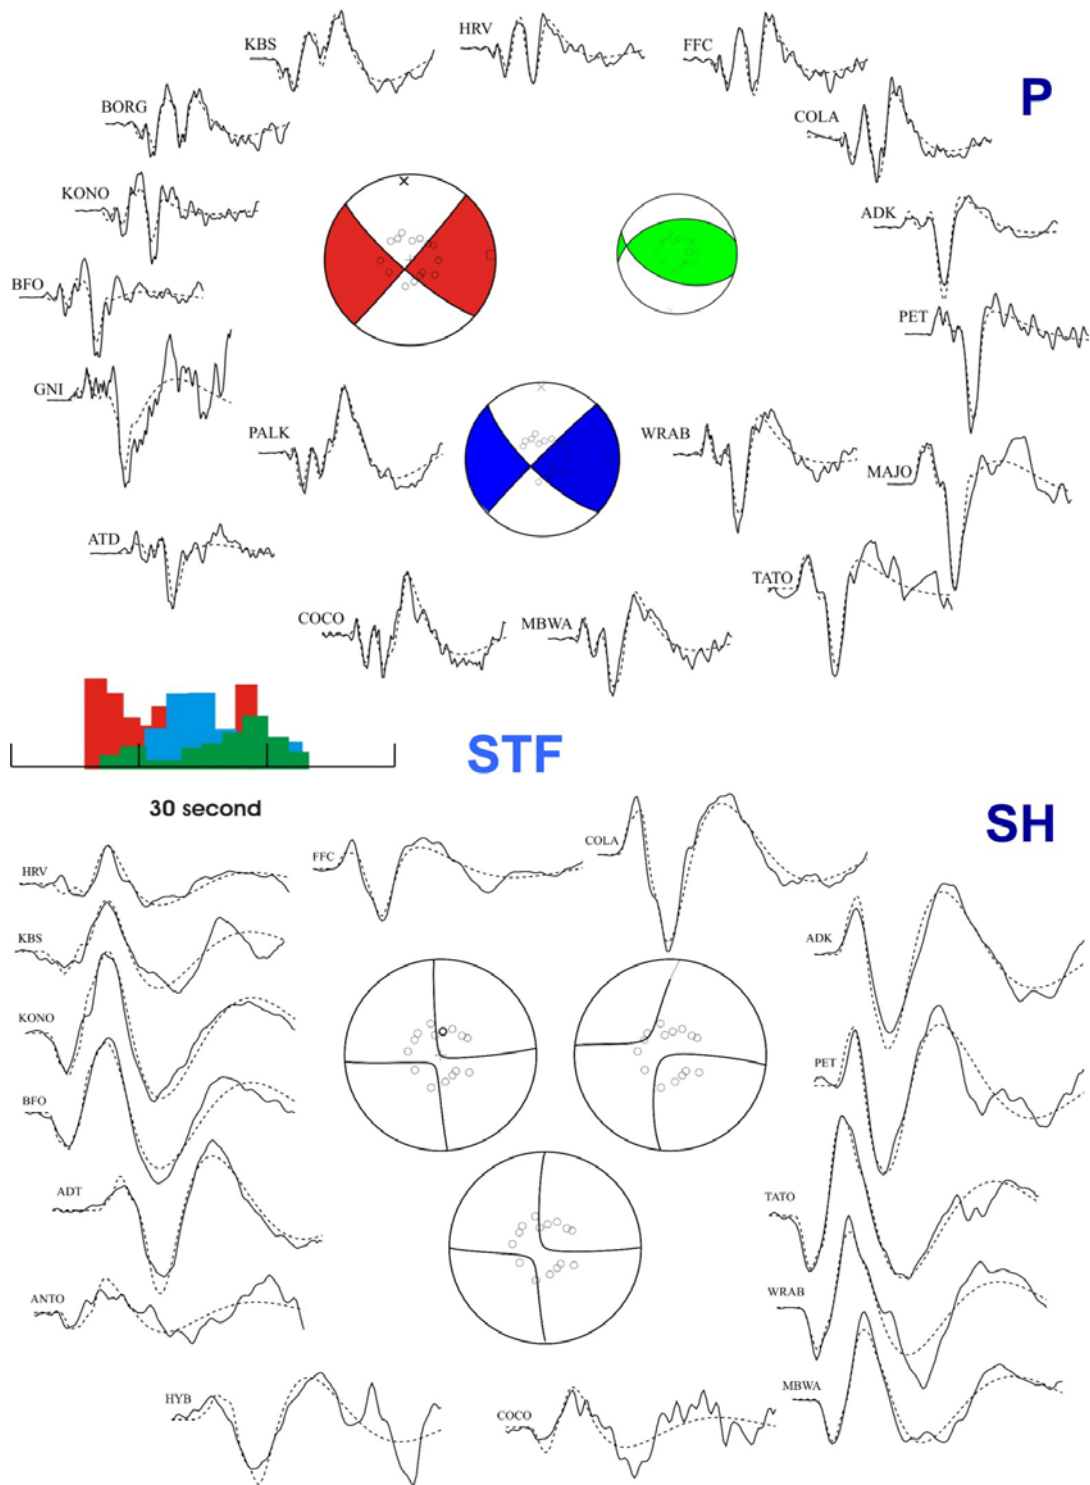 KBS
HRV
FFC
P
BORG
COLA
KONO
ADK
BFO
PET
GNI
PALK
WRAB
MAJO
ATD
TATO
COCO
MBWA
STF
30 second
SH
HRV
FFC
COLA
KBS
ADK
KONO
PET
BFO
ADT
TATO
ANTO
WRAB
HYB
COCO
MBWA